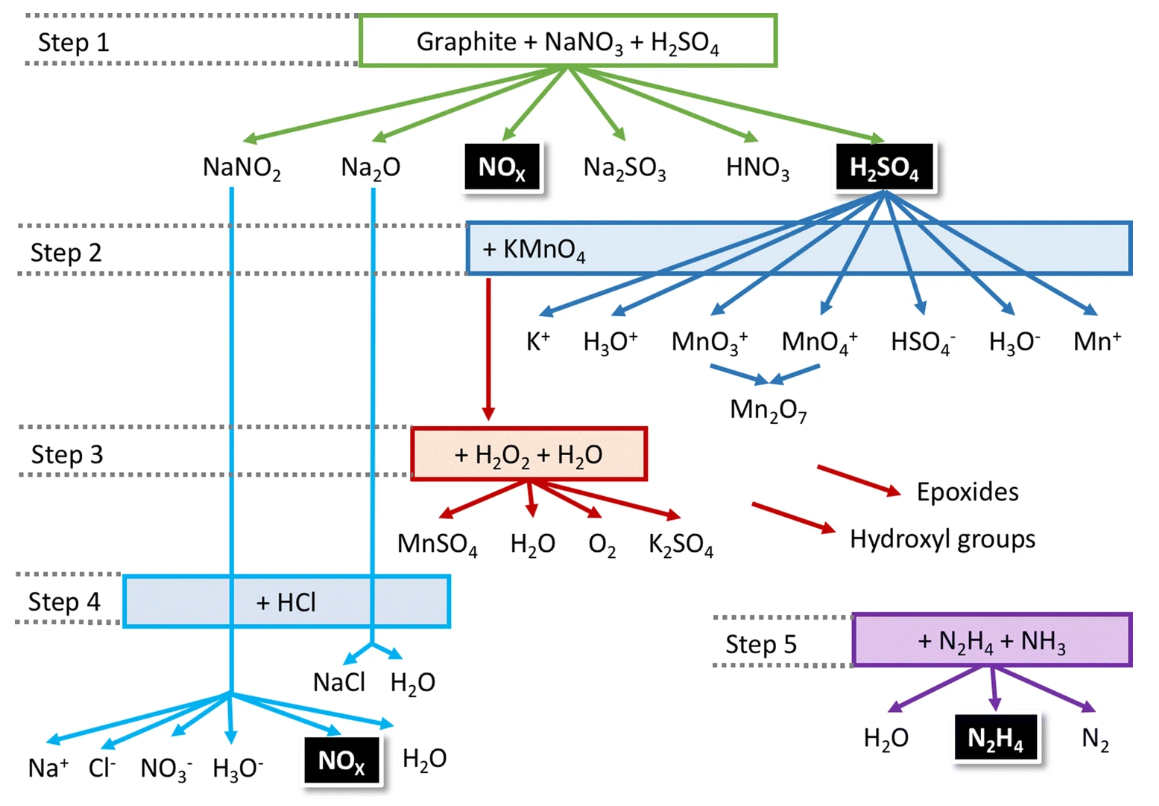 Step 1
Graphite + NaNO₃ + H₂SO₄
NaNO₂ Na₂O NOₓ Na₂SO₃ HNO₃ H₂SO₄
Step 2
+ KMnO₄
K⁺ H₃O⁺ MnO₃⁺ MnO₄⁺ HSO₄⁻ H₃O⁻ Mn⁺
Mn₂O₇
Step 3
+ H₂O₂ + H₂O
Epoxides
Hydroxyl groups
MnSO₄ H₂O O₂ K₂SO₄
Step 4
+ HCl
NaCl H₂O
Na⁺ Cl⁻ NO₃⁻ H₃O⁻ NOₓ H₂O
Step 5
+ N₂H₄ + NH₃
H₂O N₂H₄ N₂